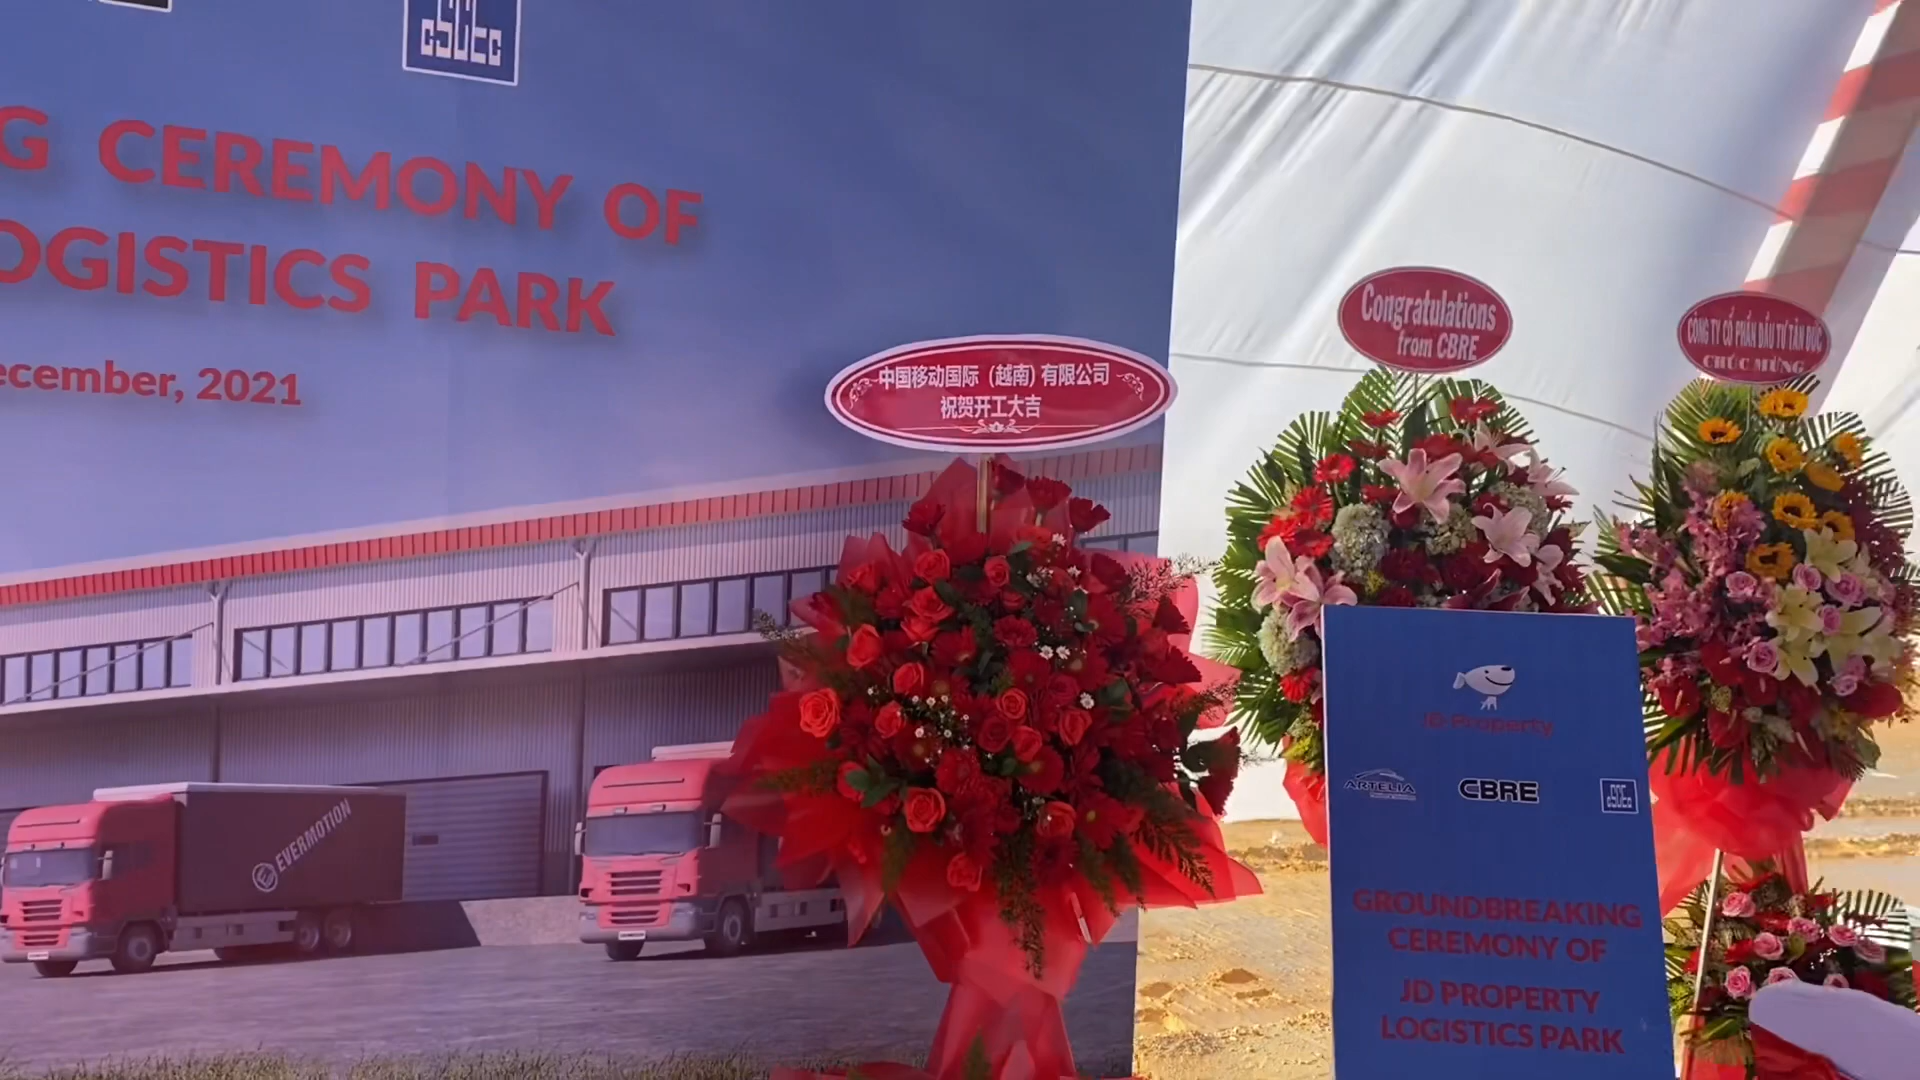 CSCEC
G CEREMONY OF
OGISTICS PARK
ecember, 2021
中国移动国际（越南）有限公司
祝贺开工大吉
EVERMOTION
Congratulations
from CBRE
CÔNG TY CỔ PHẦN ĐẦU TƯ TÂN ĐỨC
CHÚC MỪNG
JD Property
ARTELIA
CBRE
CSCEC
GROUNDBREAKING
CEREMONY OF
JD PROPERTY
LOGISTICS PARK